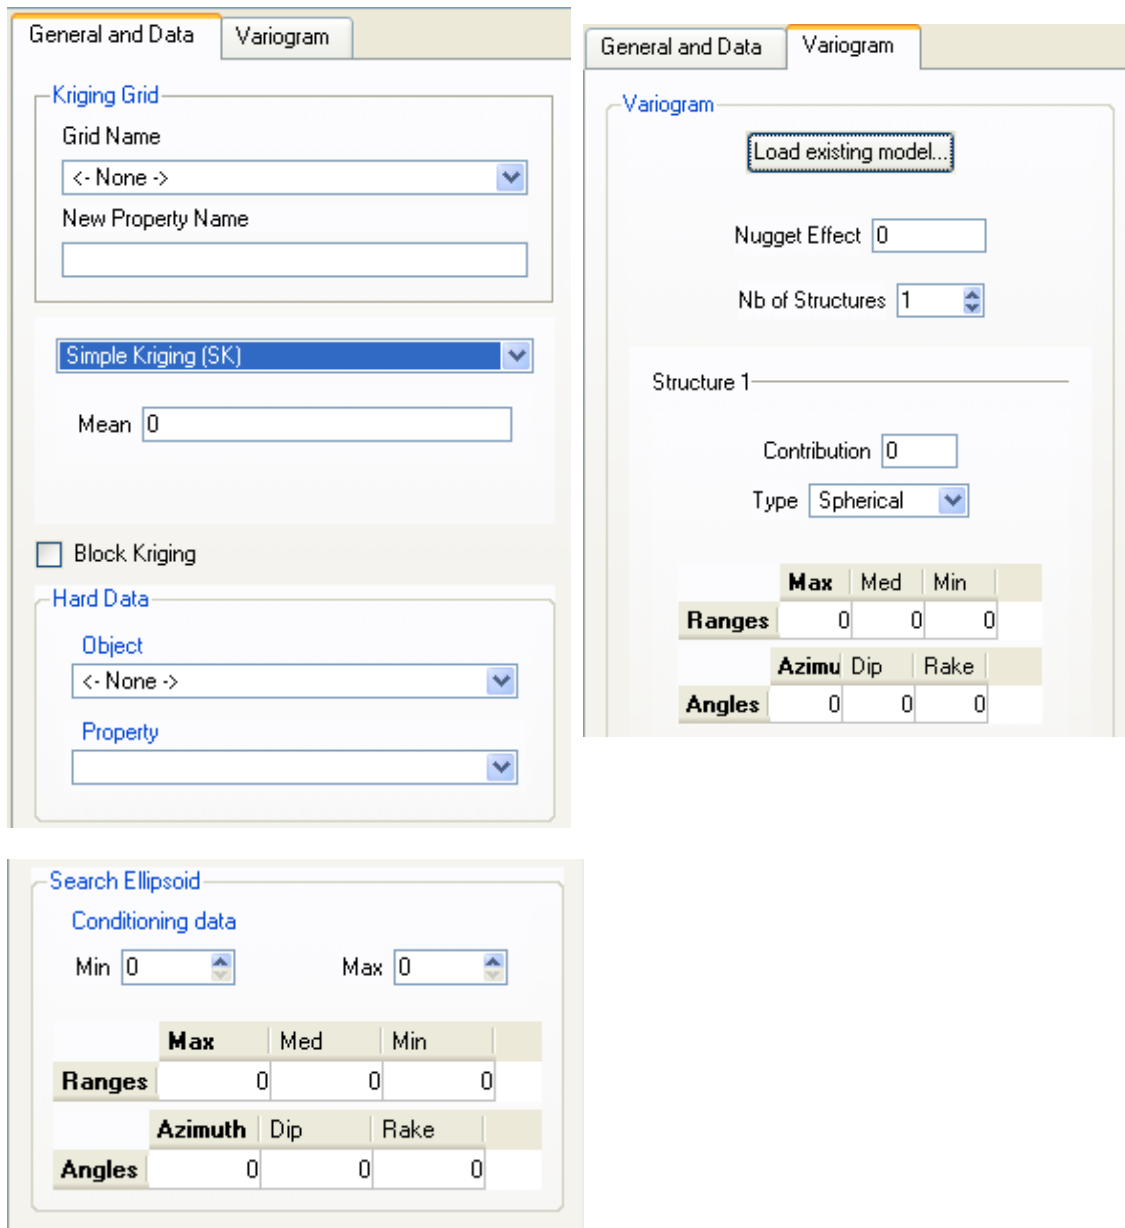 General and Data Variogram
Kriging Grid
Grid Name
<- None ->
New Property Name
Simple Kriging (SK)
Mean 0
Block Kriging
Hard Data
Object
<- None ->
Property
General and Data Variogram
Variogram
Load existing model...
Nugget Effect 0
Nb of Structures 1
Structure 1
Contribution 0
Type Spherical
Max Med Min
Ranges 0 0 0
Azimu Dip Rake
Angles 0 0 0
Search Ellipsoid
Conditioning data
Min 0 Max 0
Max Med Min
Ranges 0 0 0
Azimuth Dip Rake
Angles 0 0 0